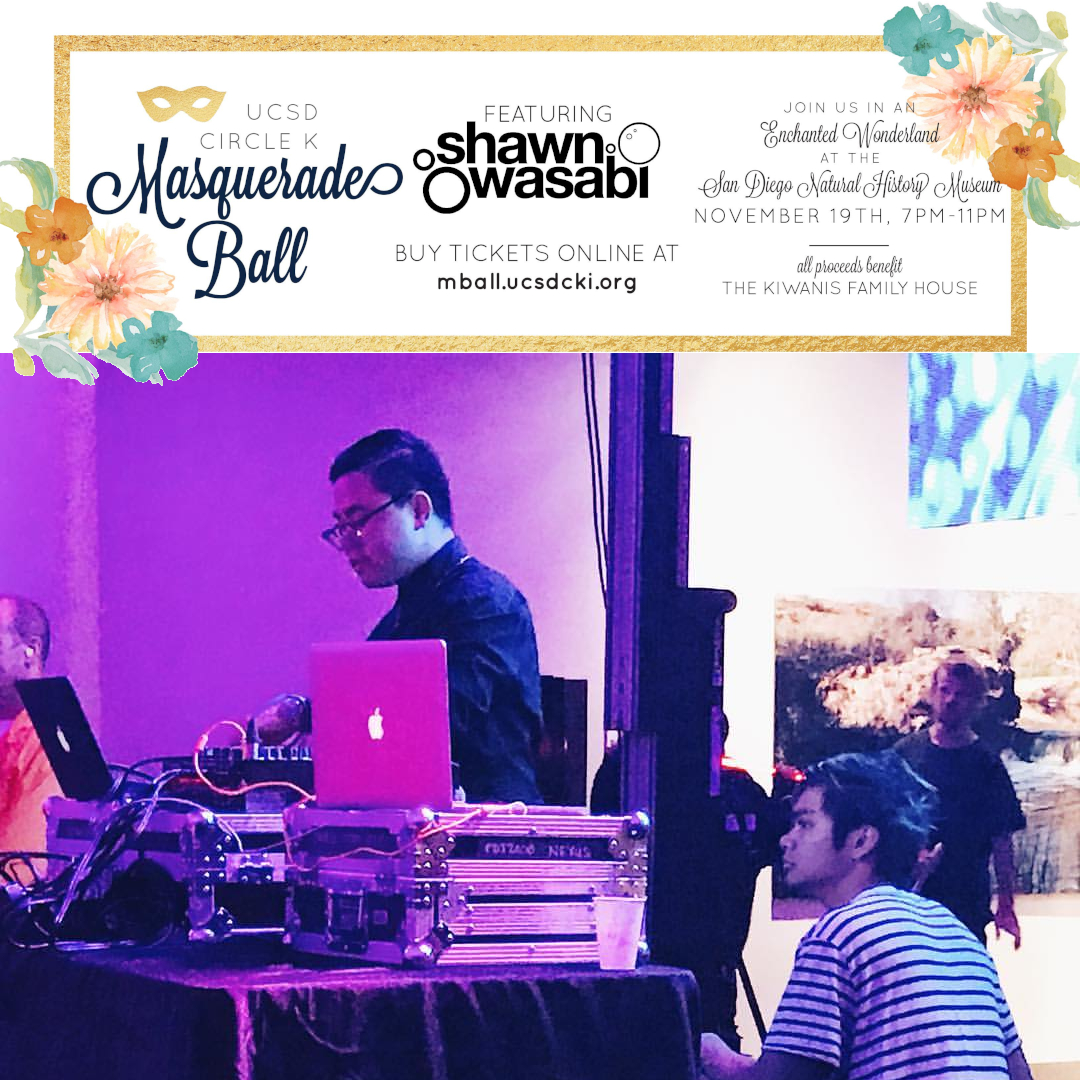 UCSD
CIRCLE K
Masquerade
Ball
FEATURING
shawn
wasabi
BUY TICKETS ONLINE AT
mball.ucsdcki.org
JOIN US IN AN
Enchanted Wonderland
AT THE
San Diego Natural History Museum
NOVEMBER 19TH, 7PM-11PM
all proceeds benefit
THE KIWANIS FAMILY HOUSE
NEXUS